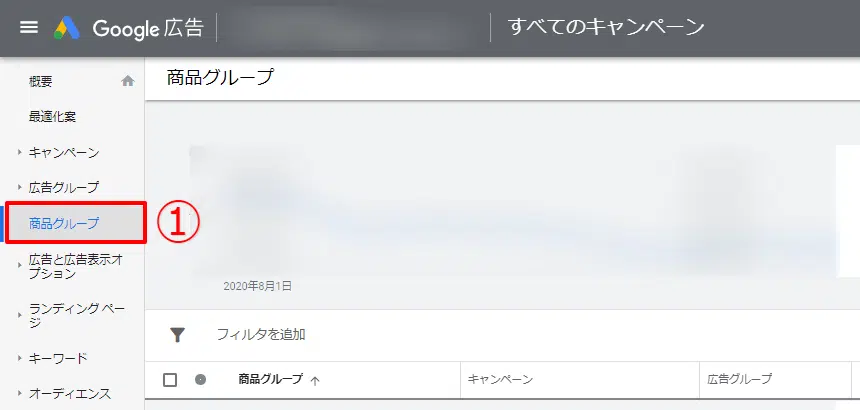 Google 広告
すべてのキャンペーン
概要
最適化案
キャンペーン
広告グループ
商品グループ
①
広告と広告表示オ
プション
ランディング ペー
ジ
キーワード
オーディエンス
商品グループ
2020年8月1日
フィルタを追加
商品グループ
キャンペーン
広告グループ